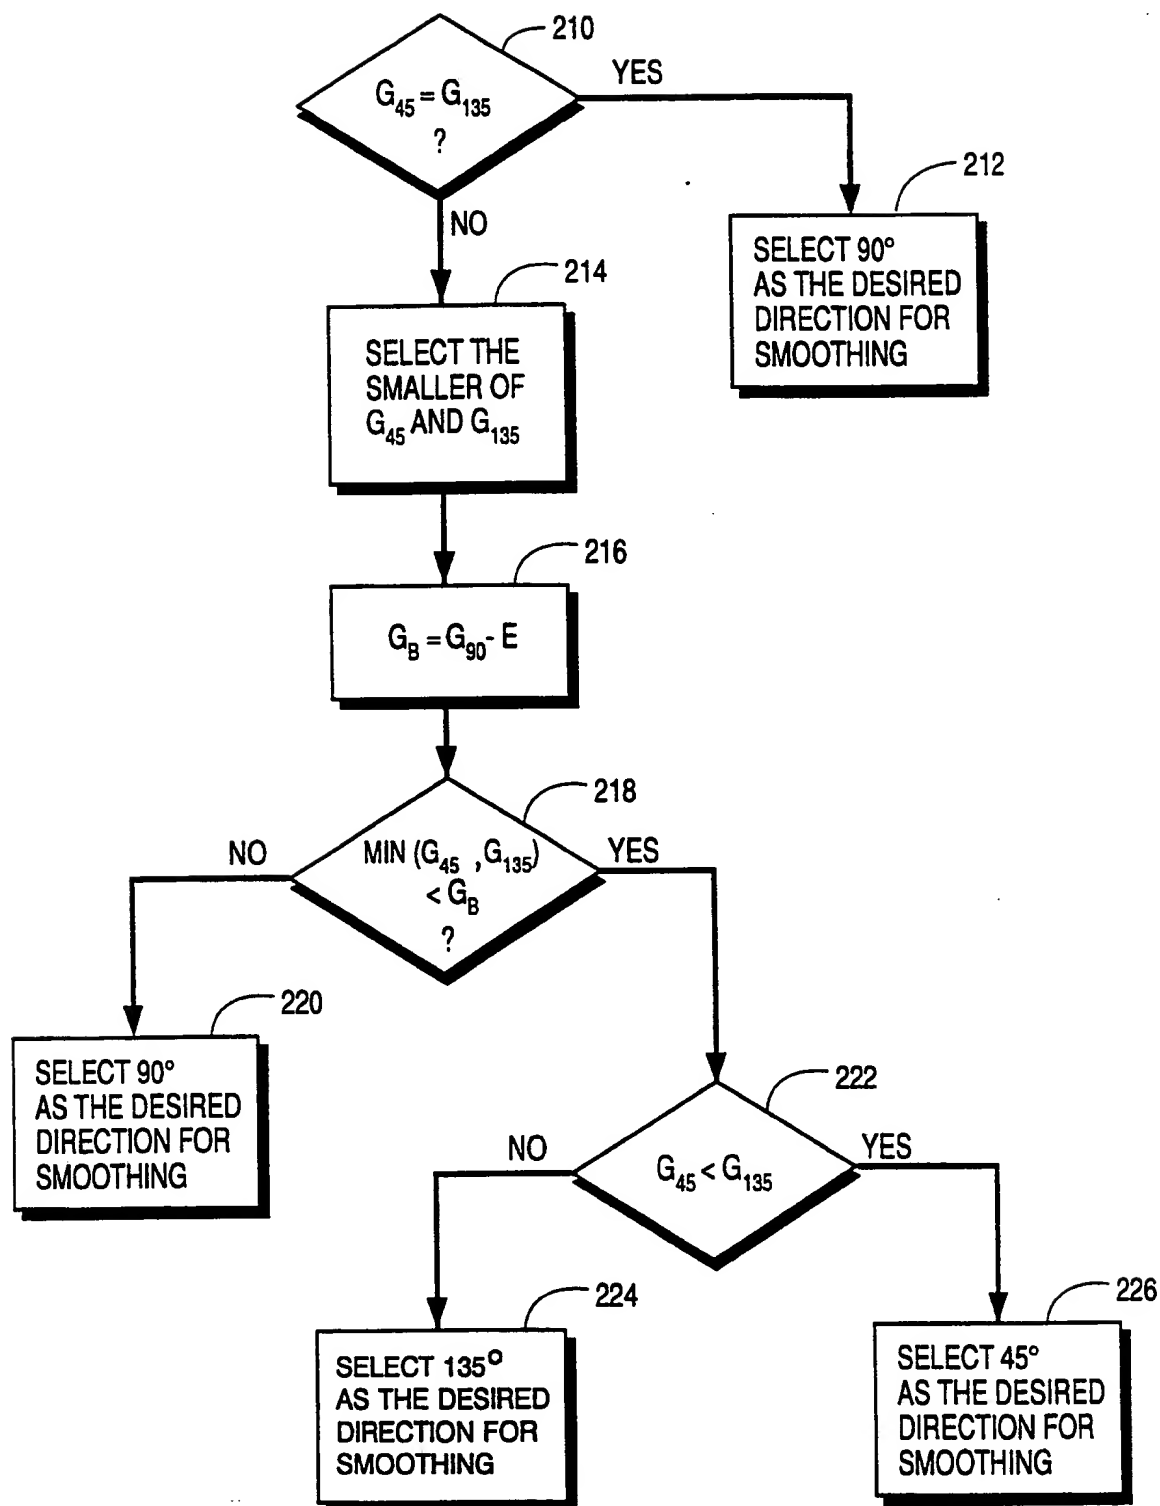 210
G45 = G135
?
YES
NO
212
SELECT 90°
AS THE DESIRED
DIRECTION FOR
SMOOTHING
214
SELECT THE
SMALLER OF
G45 AND G135
216
GB = G90- E
218
MIN (G45 ,G135)
< GB
?
NO
YES
220
SELECT 90°
AS THE DESIRED
DIRECTION FOR
SMOOTHING
222
G45 < G135
NO
YES
224
SELECT 135°
AS THE DESIRED
DIRECTION FOR
SMOOTHING
226
SELECT 45°
AS THE DESIRED
DIRECTION FOR
SMOOTHING